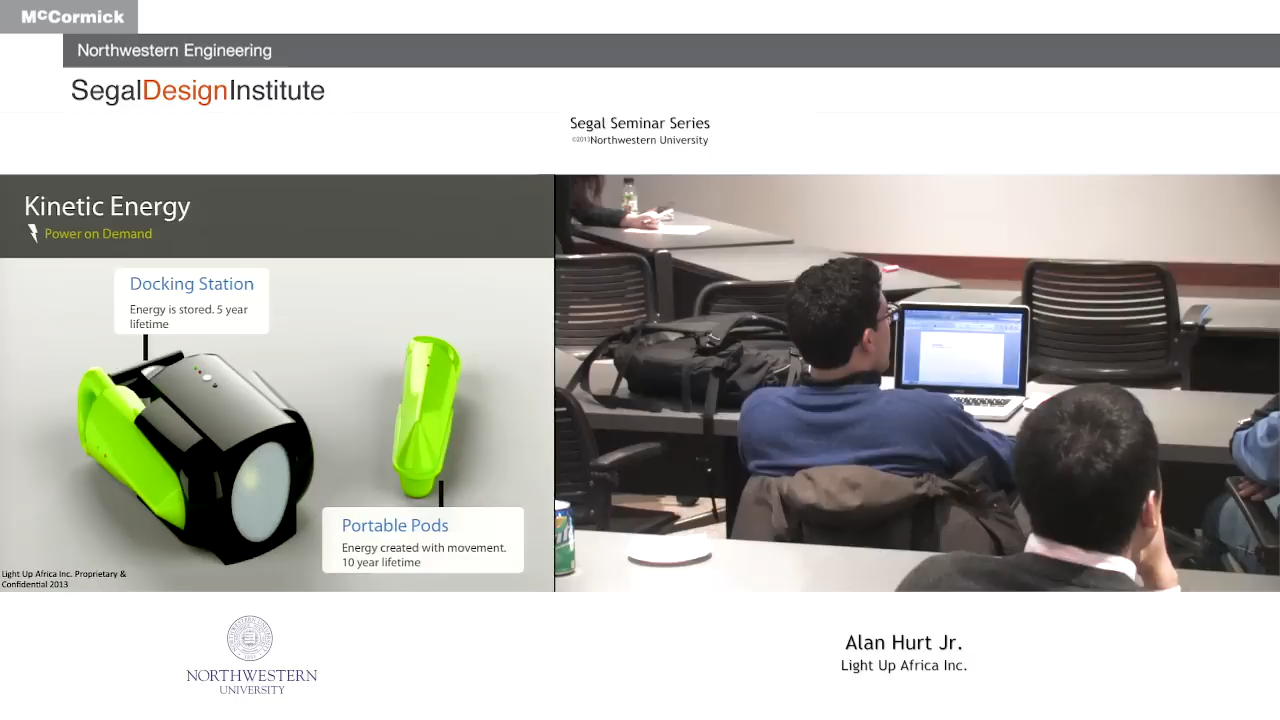 McCormick
Northwestern Engineering
SegalDesignInstitute
Segal Seminar Series
©2013Northwestern University
Kinetic Energy
Power on Demand
Docking Station
Energy is stored. 5 year
lifetime
Portable Pods
Energy created with movement.
10 year lifetime
Light Up Africa Inc. Proprietary &
Confidential 2013
NORTHWESTERN
UNIVERSITY
Alan Hurt Jr.
Light Up Africa Inc.